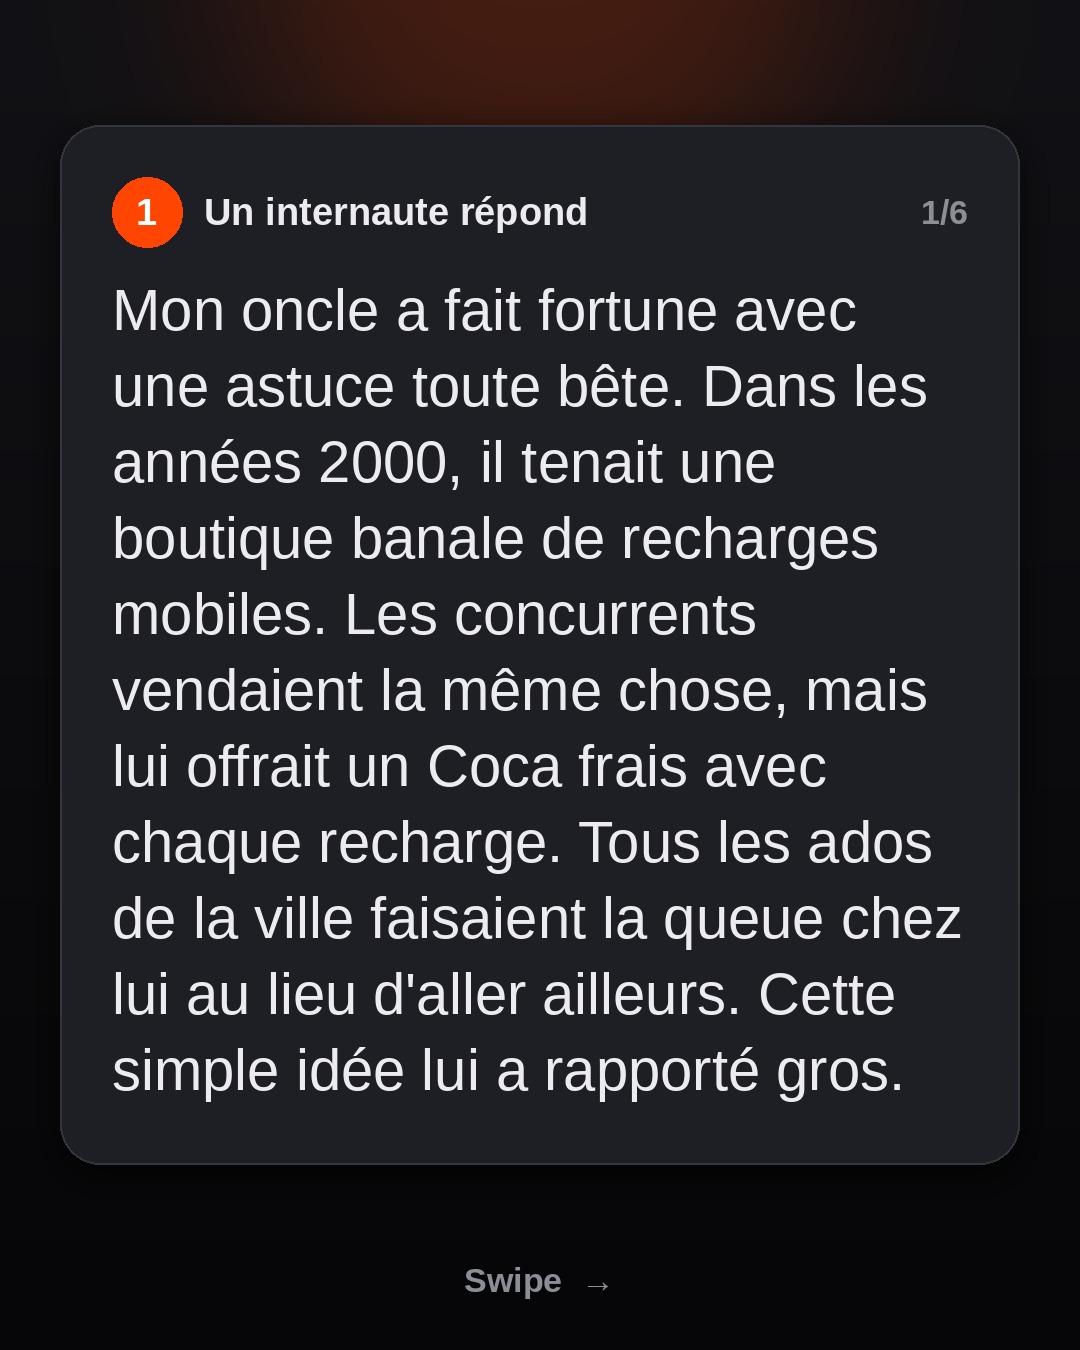 1 Un internaute répond 1/6
Mon oncle a fait fortune avec
une astuce toute bête. Dans les
années 2000, il tenait une
boutique banale de recharges
mobiles. Les concurrents
vendaient la même chose, mais
lui offrait un Coca frais avec
chaque recharge. Tous les ados
de la ville faisaient la queue chez
lui au lieu d'aller ailleurs. Cette
simple idée lui a rapporté gros.
Swipe →